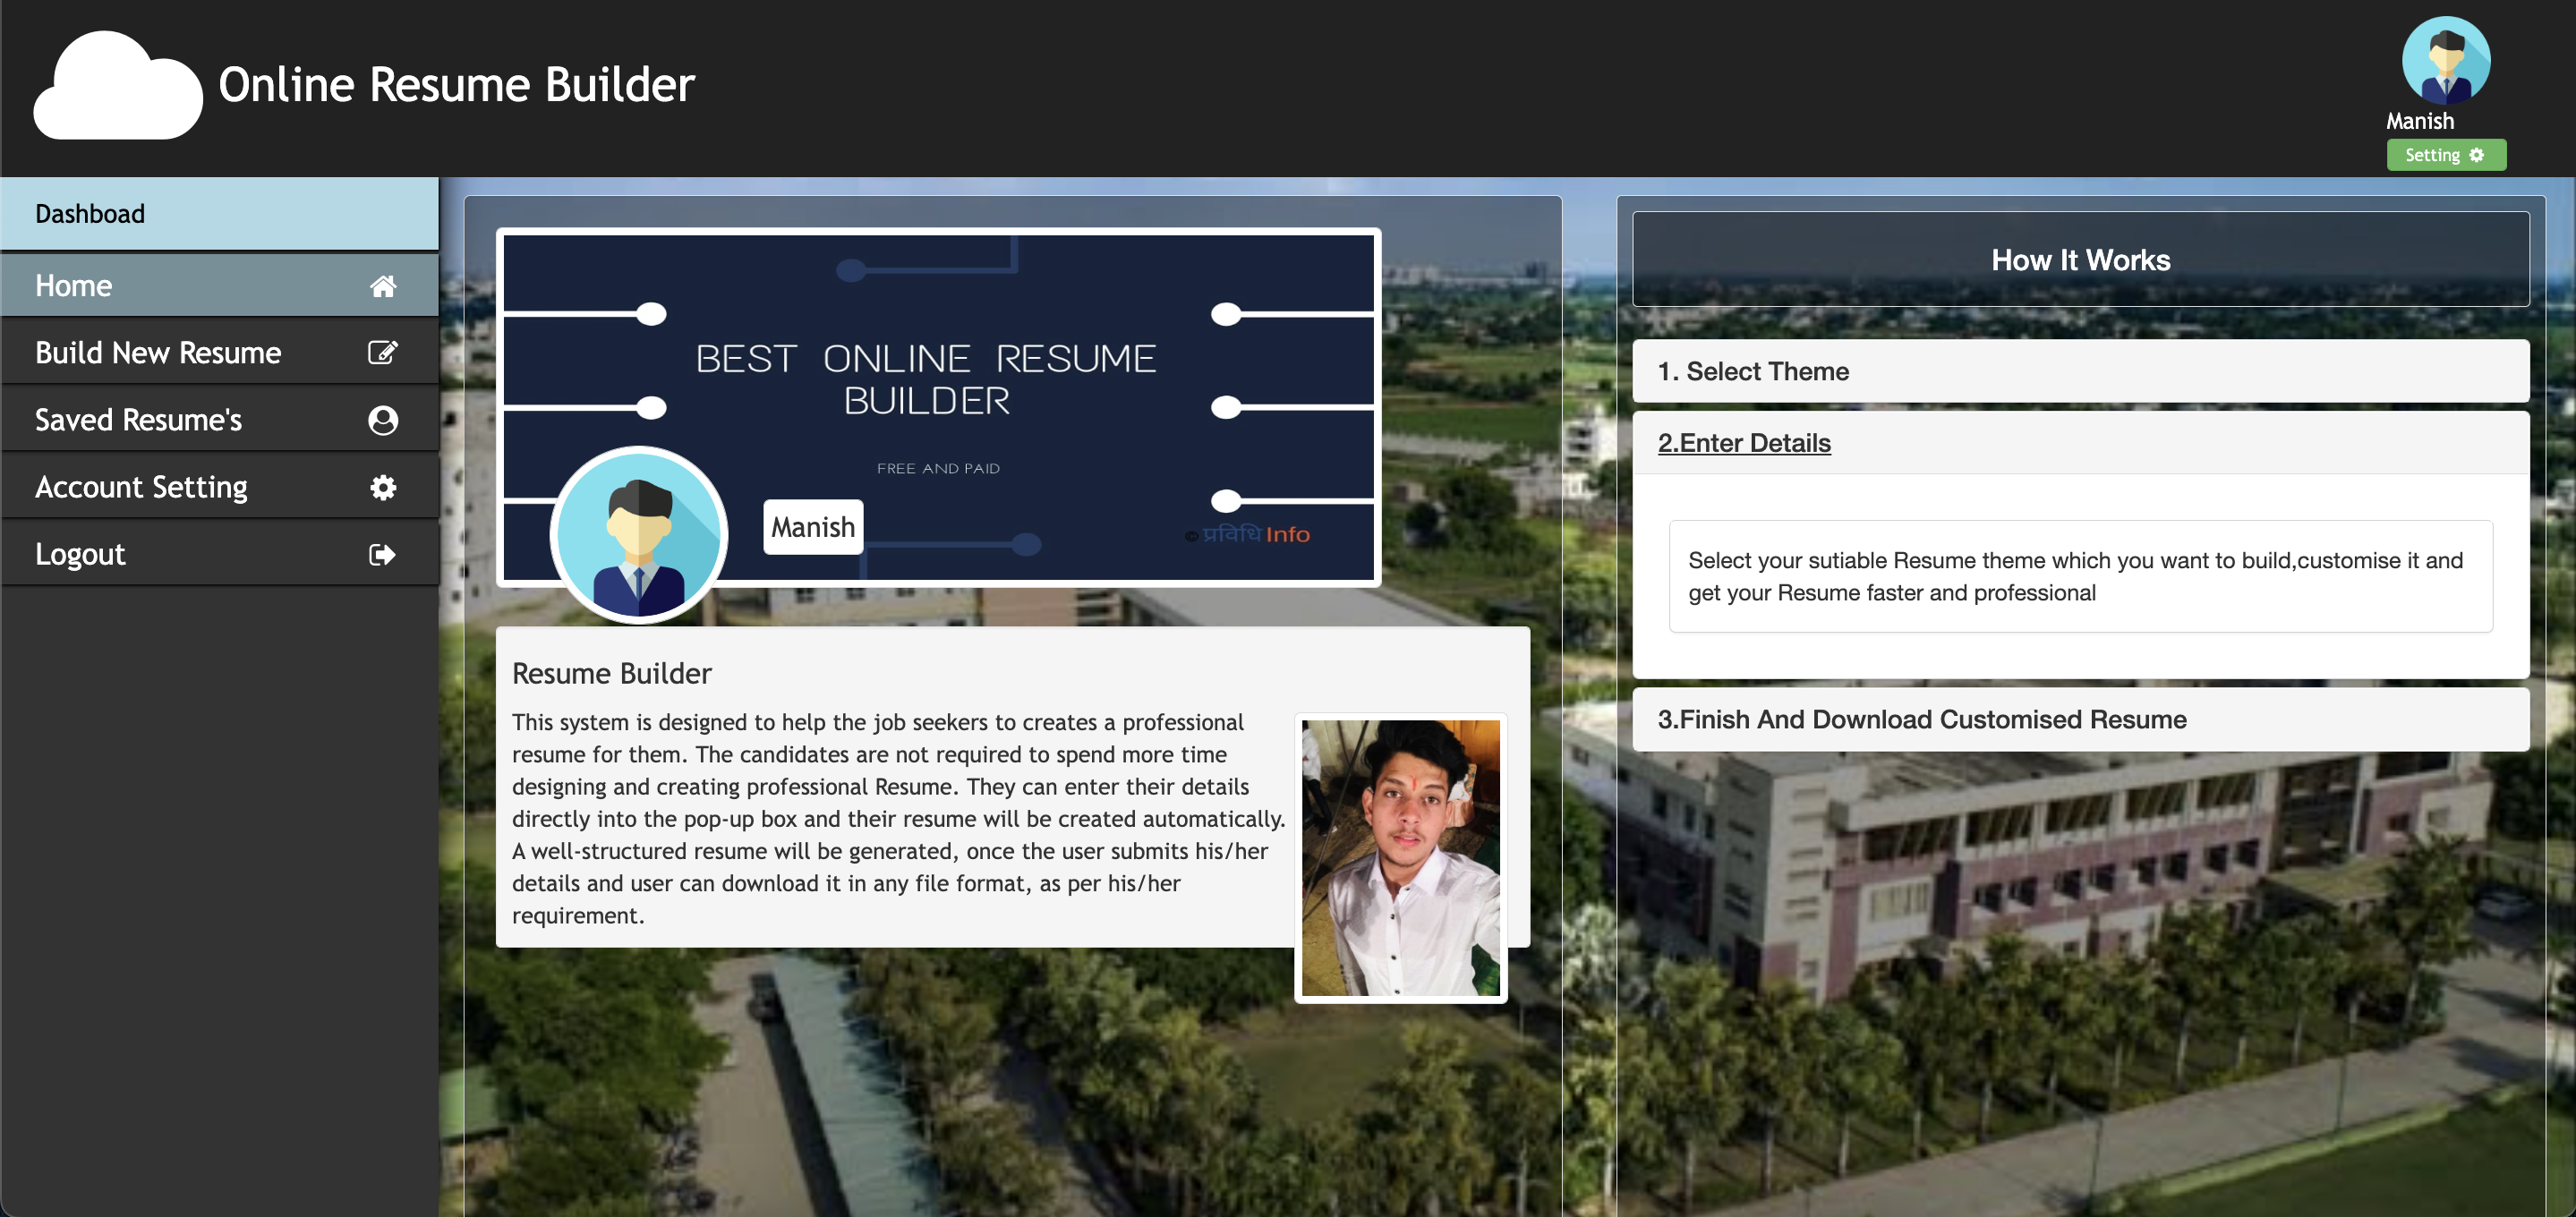 Online Resume Builder
Manish
Setting
Dashboad
Home
Build New Resume
Saved Resume's
Account Setting
Logout
BEST ONLINE RESUME
BUILDER
FREE AND PAID
Manish
प्रविधि Info
Resume Builder
This system is designed to help the job seekers to creates a professional
resume for them. The candidates are not required to spend more time
designing and creating professional Resume. They can enter their details
directly into the pop-up box and their resume will be created automatically.
A well-structured resume will be generated, once the user submits his/her
details and user can download it in any file format, as per his/her
requirement.
How It Works
1. Select Theme
2.Enter Details
Select your sutiable Resume theme which you want to build,customise it and
get your Resume faster and professional
3.Finish And Download Customised Resume